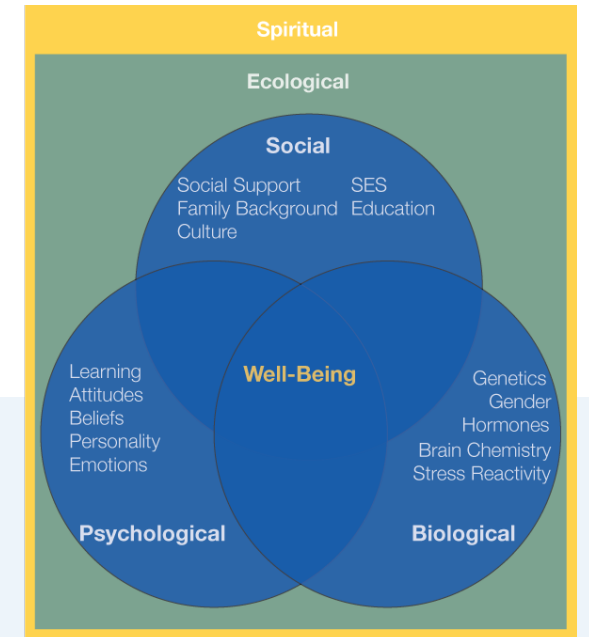 Spiritual
Ecological
Social
Social Support SES
Family Background Education
Culture
Well-Being
Learning
Attitudes
Beliefs
Personality
Emotions
Genetics
Gender
Hormones
Brain Chemistry
Stress Reactivity
Psychological
Biological